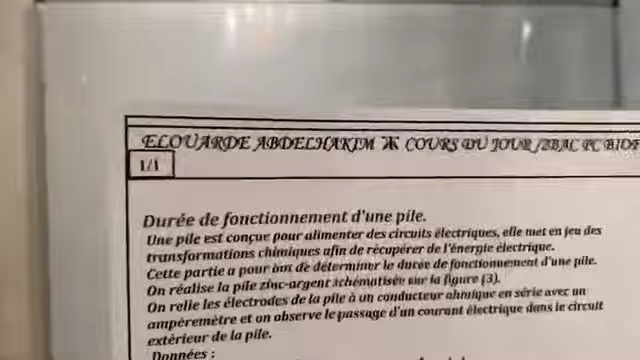 ELOUARDE ABDELHAKIM Ж COURS DU JOUR /2BAC PC BIOF
1/1
Durée de fonctionnement d'une pile.
Une pile est conçue pour alimenter des circuits électriques, elle met en jeu des
transformations chimiques afin de récupérer de l'énergie électrique.
Cette partie a pour but de déterminer la durée de fonctionnement d'une pile.
On réalise la pile zinc-argent schématisée sur la figure (3).
On relie les électrodes de la pile à un conducteur ohmique en série avec un
ampèremètre et on observe le passage d'un courant électrique dans le circuit
extérieur de la pile.
Données :